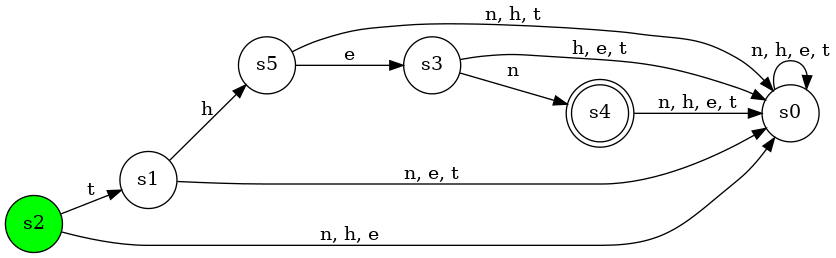 n, h, t
n, h, e, t
s5
e
s3
h, e, t
n
s4
n, h, e, t
s0
h
s1
n, e, t
t
s2
n, h, e